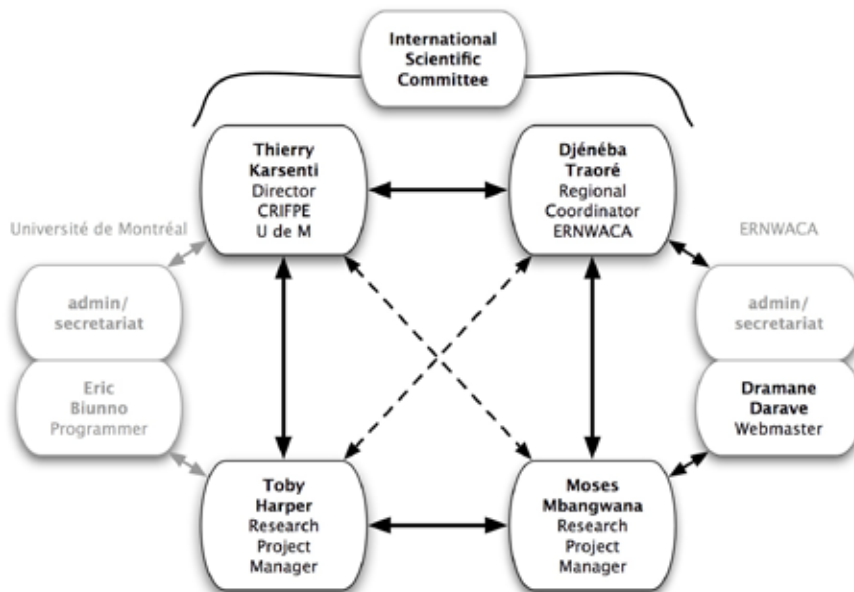 International
Scientific
Committee
Thierry
Karsenti
Director
CRIFPE
U de M
Djénéba
Traoré
Regional
Coordinator
ERNWACA
Université de Montréal
ERNWACA
admin/
secretariat
admin/
secretariat
Eric
Biunno
Programmer
Dramane
Darave
Webmaster
Toby
Harper
Research
Project
Manager
Moses
Mbangwana
Research
Project
Manager